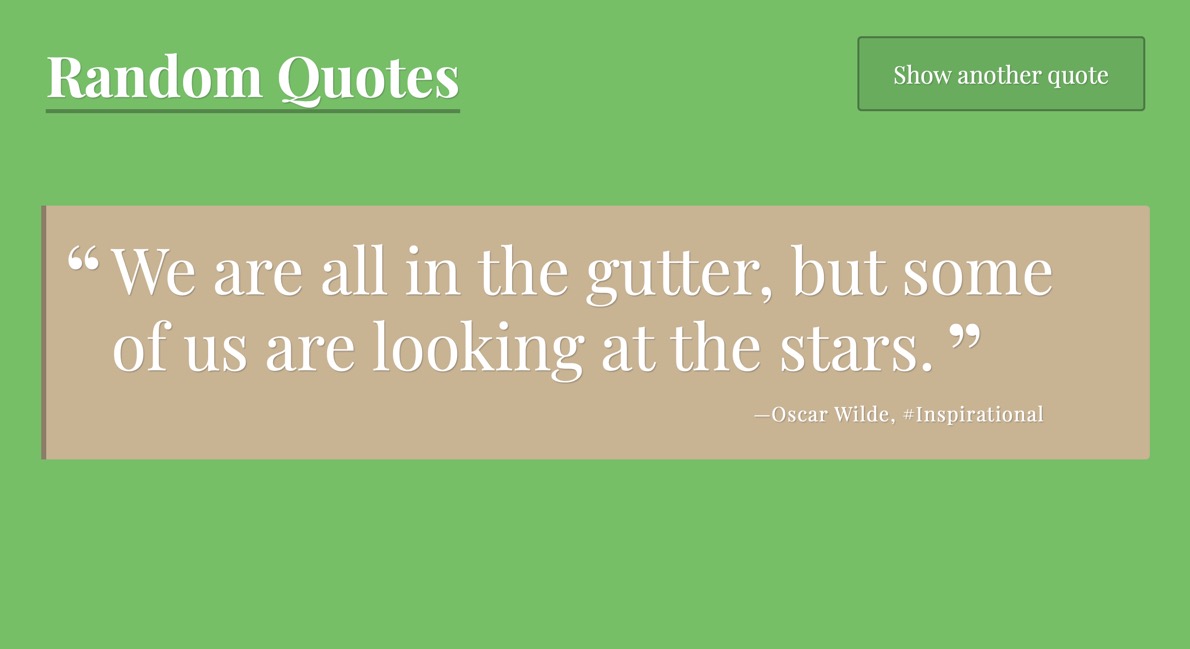 Random Quotes
Show another quote
“ We are all in the gutter, but some
of us are looking at the stars. ”
—Oscar Wilde, #Inspirational